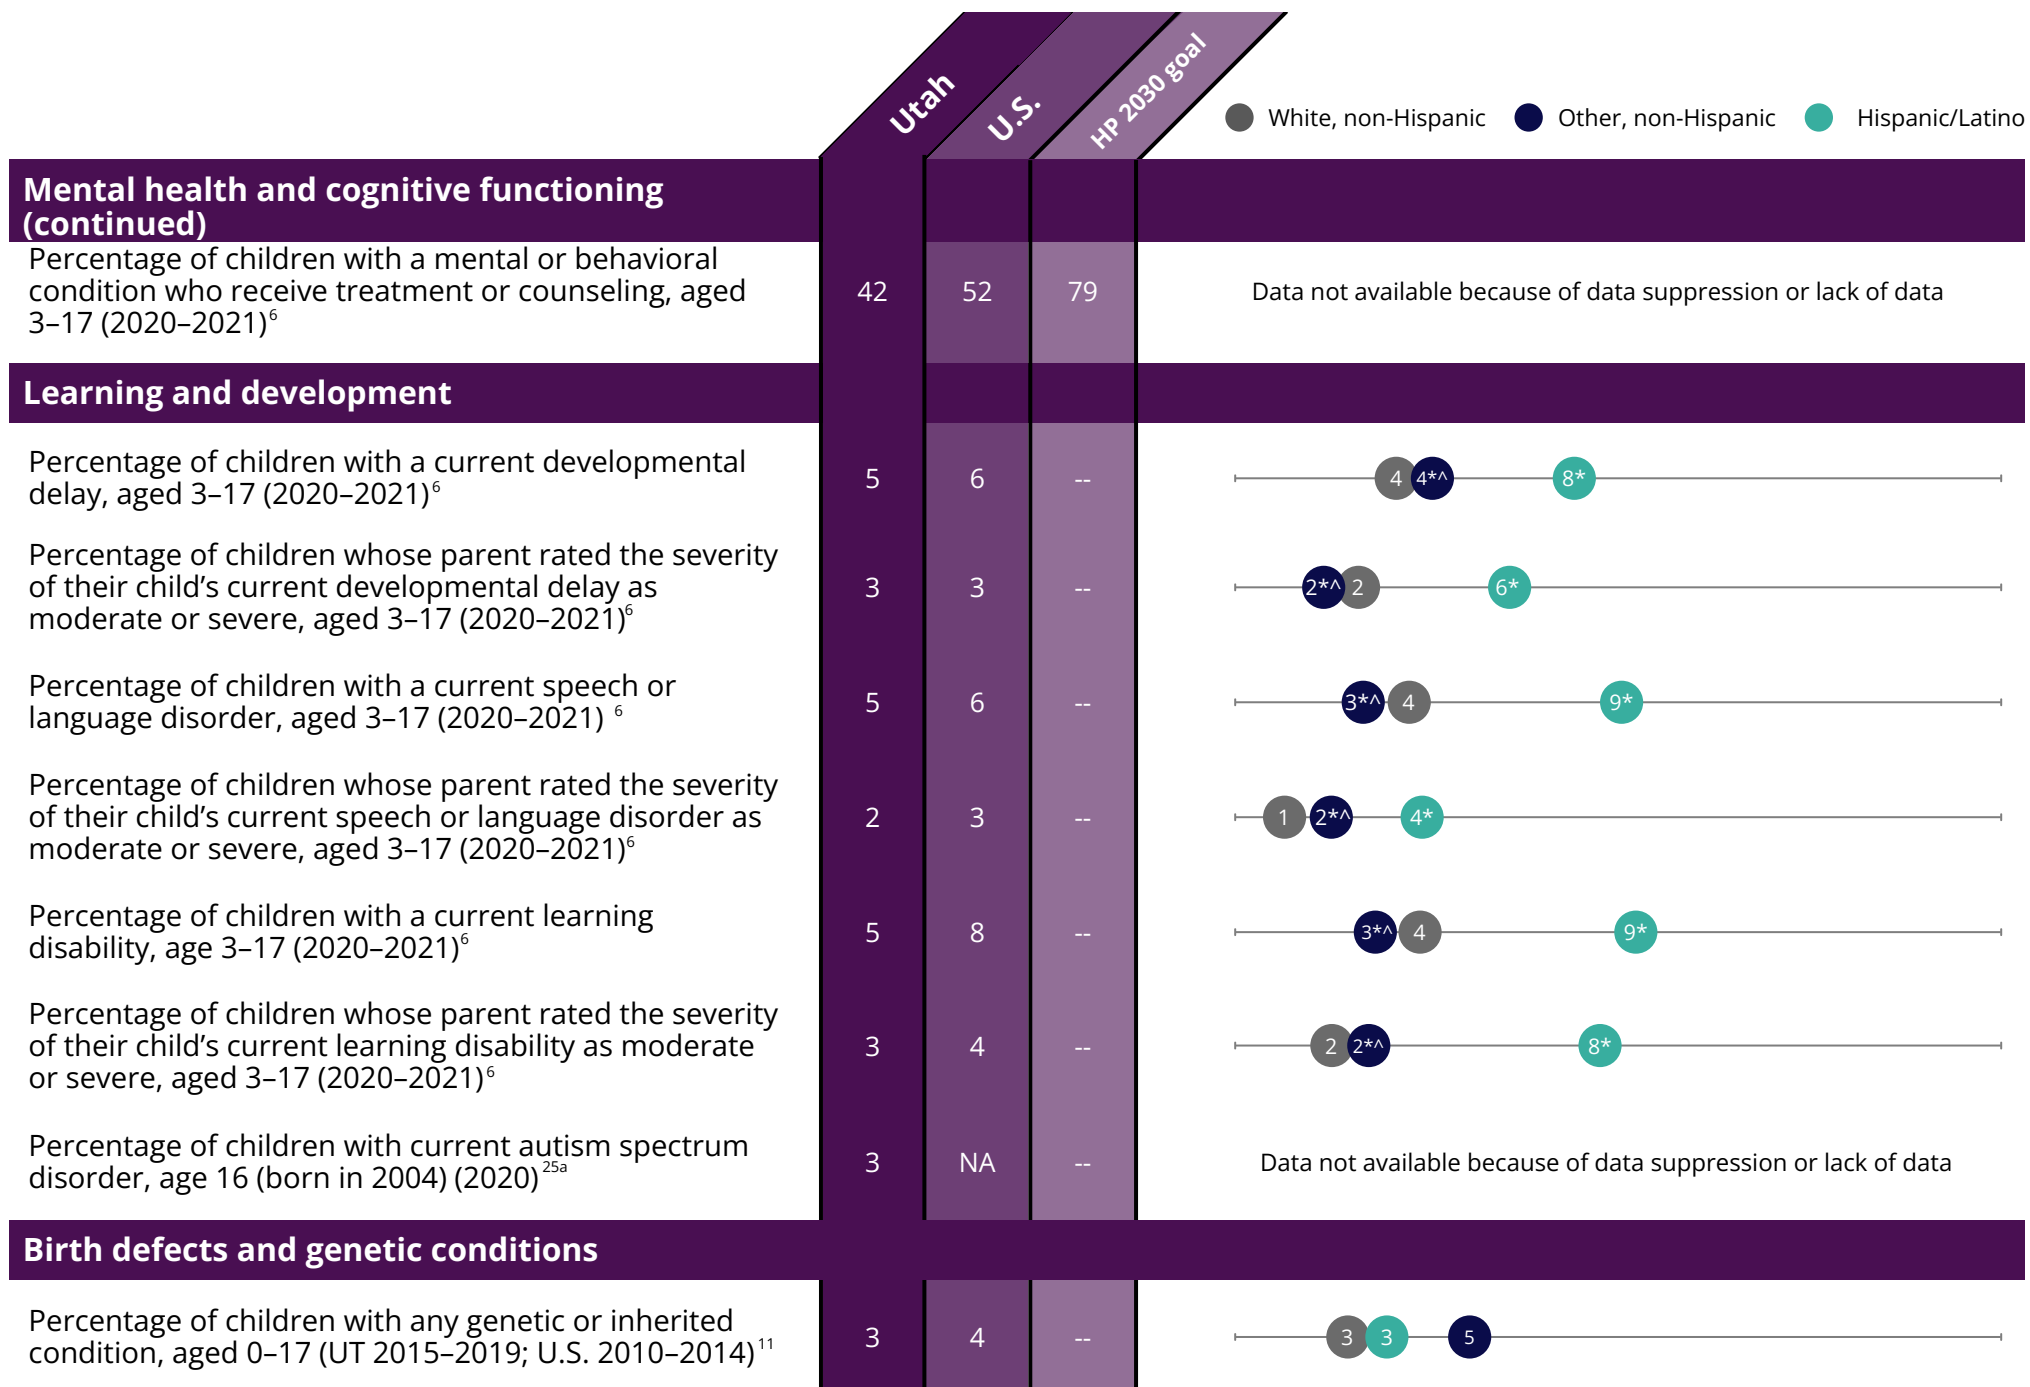 Utah
U.S.
HP 2030 goal
White, non-Hispanic
Other, non-Hispanic
Hispanic/Latino
Mental health and cognitive functioning
(continued)
Percentage of children with a mental or behavioral
condition who receive treatment or counseling, aged
3–17 (2020–2021)6
42 52 79 Data not available because of data suppression or lack of data
Learning and development
Percentage of children with a current developmental
delay, aged 3–17 (2020–2021)6
5 6 -- 4 4*^ 8*
Percentage of children whose parent rated the severity
of their child’s current developmental delay as
moderate or severe, aged 3–17 (2020–2021)6
3 3 -- 2*^ 2 6*
Percentage of children with a current speech or
language disorder, aged 3–17 (2020–2021) 6
5 6 -- 3*^ 4 9*
Percentage of children whose parent rated the severity
of their child’s current speech or language disorder as
moderate or severe, aged 3–17 (2020–2021)6
2 3 -- 1 2*^ 4*
Percentage of children with a current learning
disability, age 3–17 (2020–2021)6
5 8 -- 3*^ 4 9*
Percentage of children whose parent rated the severity
of their child’s current learning disability as moderate
or severe, aged 3–17 (2020–2021)6
3 4 -- 2 2*^ 8*
Percentage of children with current autism spectrum
disorder, age 16 (born in 2004) (2020)25a
3 NA -- Data not available because of data suppression or lack of data
Birth defects and genetic conditions
Percentage of children with any genetic or inherited
condition, aged 0–17 (UT 2015–2019; U.S. 2010–2014)11
3 4 -- 3 3 5